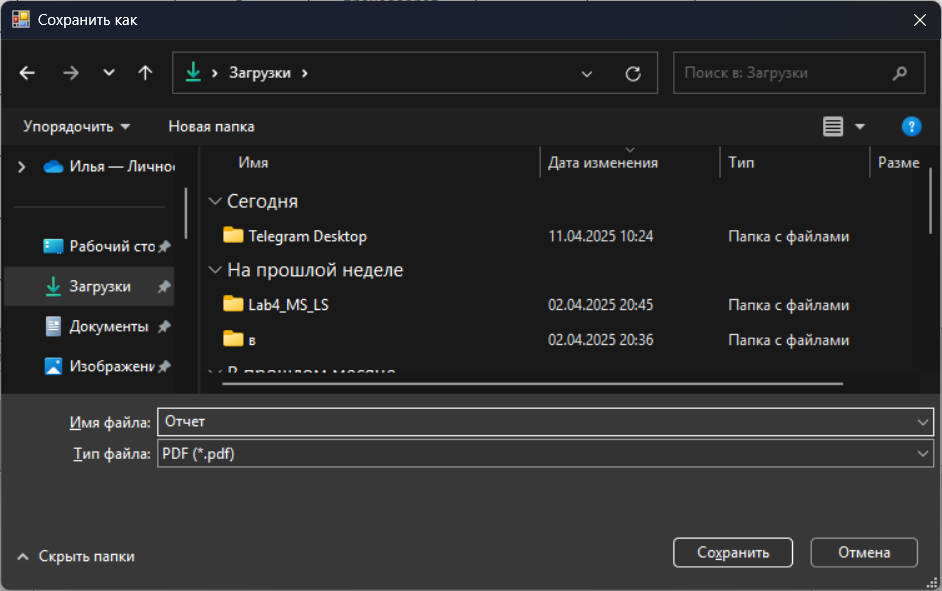 Сохранить как
Загрузки
Поиск в: Загрузки
Упорядочить
Новая папка
?
Илья — Личнос
Рабочий сто
Загрузки
Документы
Изображени
Имя
Дата изменения
Тип
Разме
Сегодня
Telegram Desktop 11.04.2025 10:24 Папка с файлами
На прошлой неделе
Lab4_MS_LS 02.04.2025 20:45 Папка с файлами
в 02.04.2025 20:36 Папка с файлами
В прошлом месяце
Имя файла: Отчет
Тип файла: PDF (*.pdf)
Скрыть папки
Сохранить
Отмена